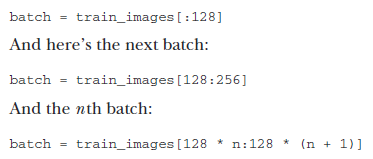 batch = train_images[:128]
And here's the next batch:
batch = train_images[128:256]
And the nth batch:
batch = train_images[128 * n:128 * (n + 1)]